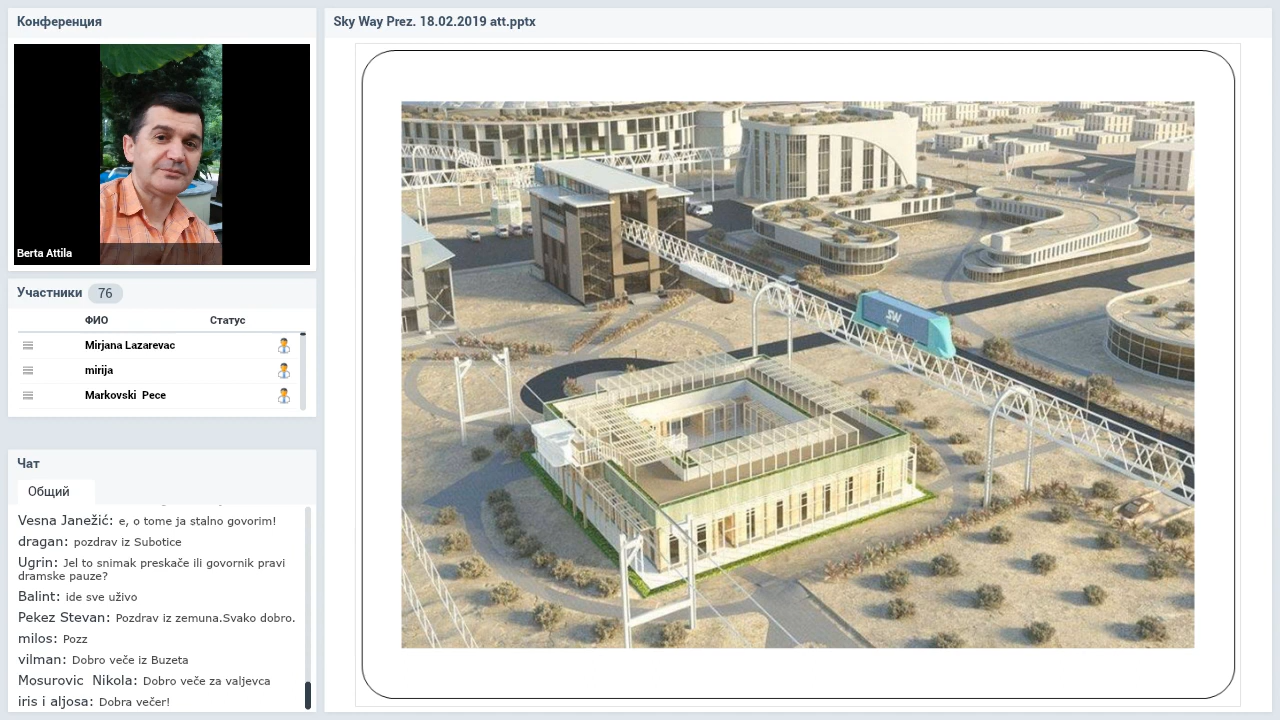 Конференция
Berta Attila
Участники 76
ФИО Статус
Mirjana Lazarevac
mirija
Markovski Pece
Чат
Общий
Vesna Janežić: e, o tome ja stalno govorim!
dragan: pozdrav iz Subotice
Ugrin: Jel to snimak preskače ili govornik pravi
dramske pauze?
Balint: ide sve uživo
Pekez Stevan: Pozdrav iz zemuna.Svako dobro.
milos: Pozz
vilman: Dobro veče iz Buzeta
Mosurovic Nikola: Dobro veče za valjevca
iris i aljosa: Dobra večer!
Sky Way Prez. 18.02.2019 att.pptx
SW